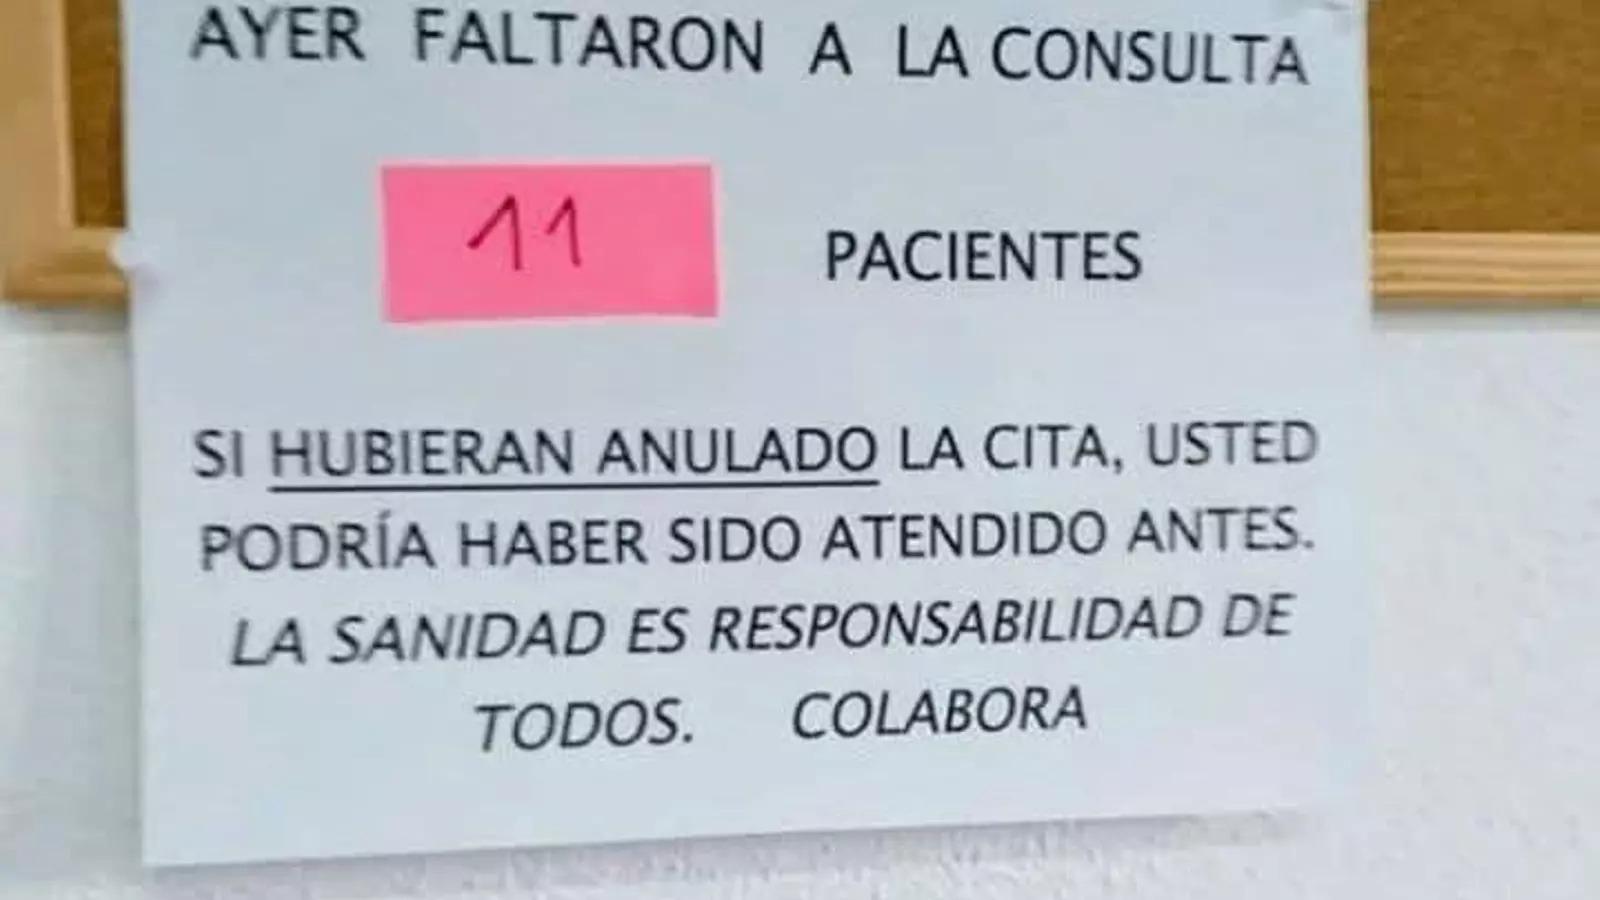 AYER FALTARON A LA CONSULTA
11 PACIENTES
SI HUBIERAN ANULADO LA CITA, USTED
PODRÍA HABER SIDO ATENDIDO ANTES.
LA SANIDAD ES RESPONSABILIDAD DE
TODOS. COLABORA